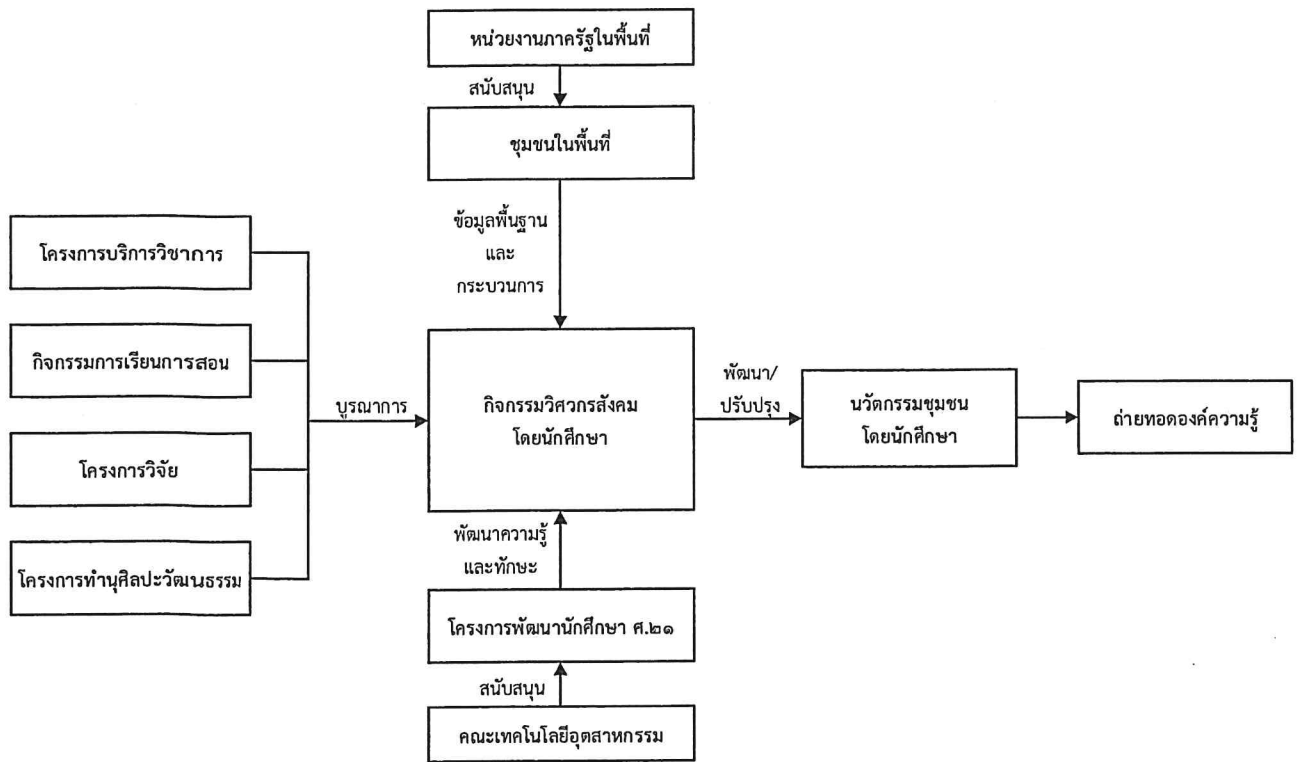 หน่วยงานภาครัฐในพื้นที่
สนับสนุน
ชุมชนในพื้นที่
ข้อมูลพื้นฐาน
และ
กระบวนการ
โครงการบริการวิชาการ
กิจกรรมการเรียนการสอน
โครงการวิจัย
โครงการทำนุศิลปะวัฒนธรรม
บูรณาการ
กิจกรรมวิศวกรสังคม
โดยนักศึกษา
พัฒนา/
ปรับปรุง
นวัตกรรมชุมชน
โดยนักศึกษา
ถ่ายทอดองค์ความรู้
พัฒนาความรู้
และทักษะ
โครงการพัฒนานักศึกษา ศ.๒๑
สนับสนุน
คณะเทคโนโลยีอุตสาหกรรม